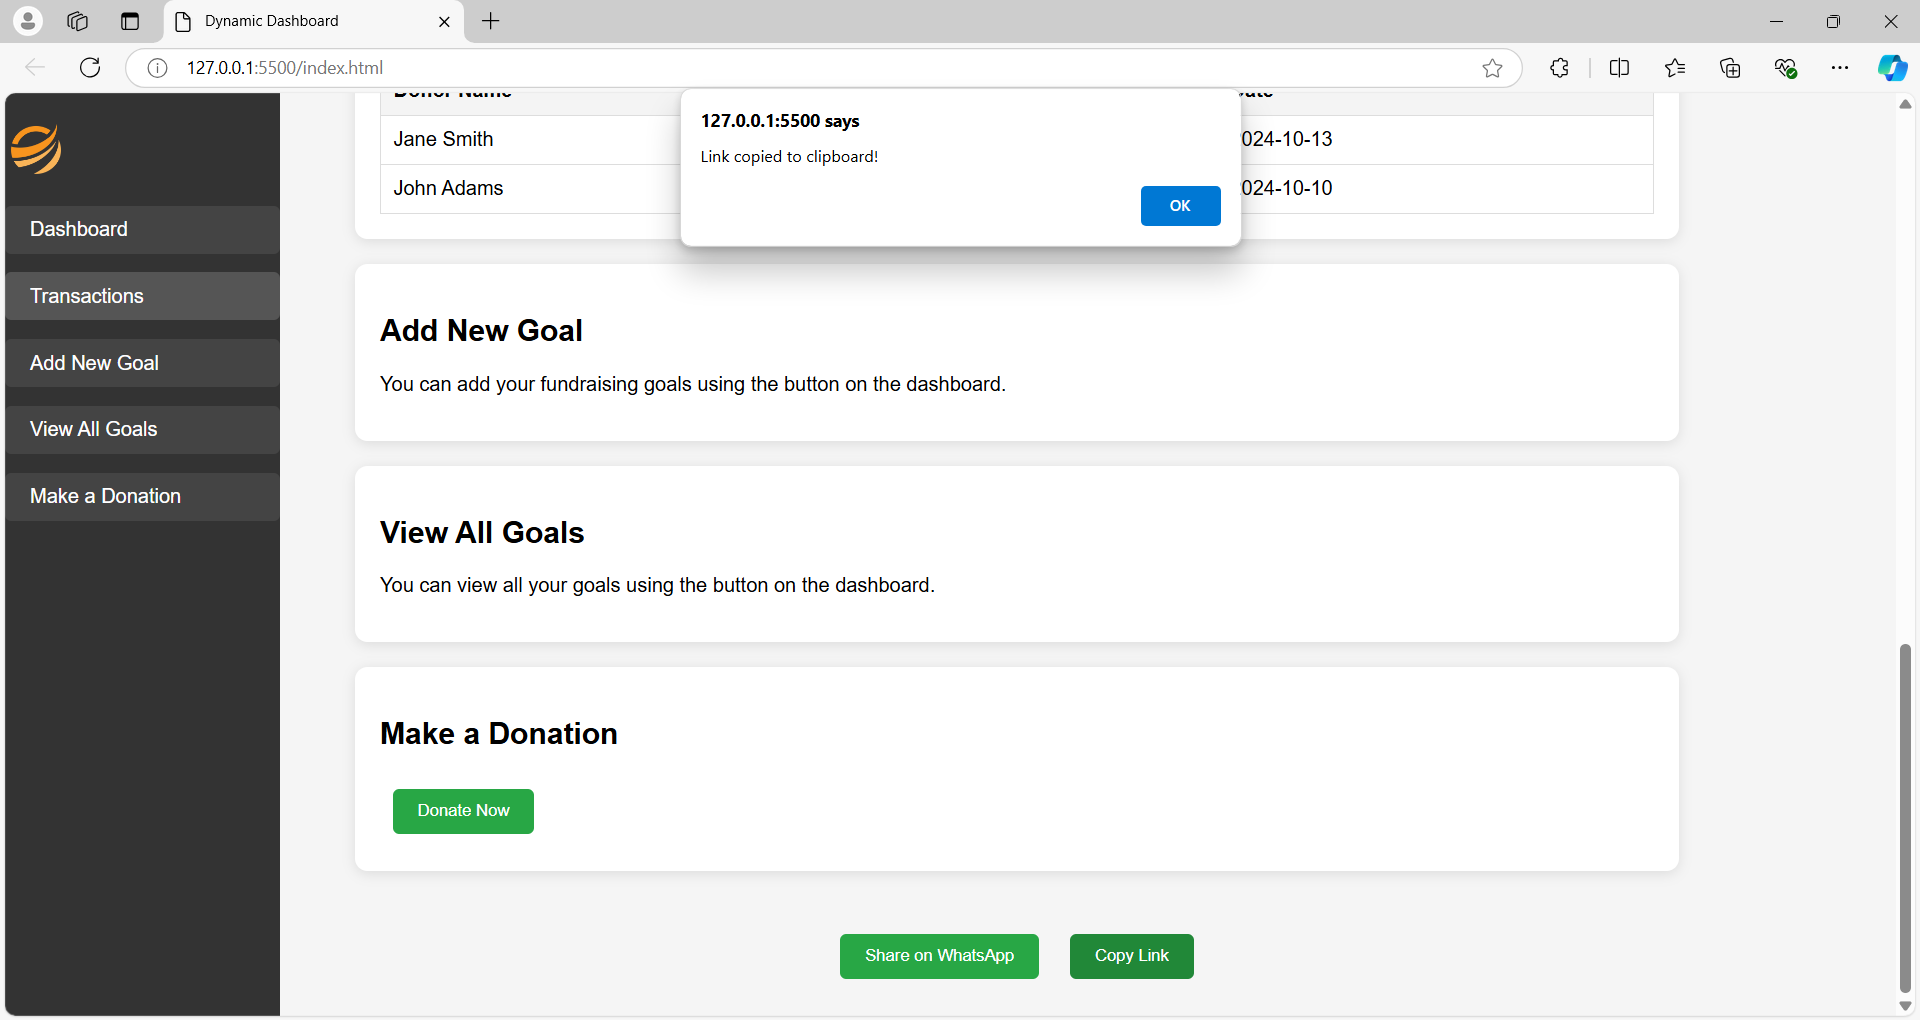 Dynamic Dashboard
127.0.0.1:5500/index.html
127.0.0.1:5500 says
Link copied to clipboard!
OK
Dashboard
Transactions
Add New Goal
View All Goals
Make a Donation
Donor Name
Jane Smith
024-10-13
John Adams
024-10-10
Add New Goal
You can add your fundraising goals using the button on the dashboard.
View All Goals
You can view all your goals using the button on the dashboard.
Make a Donation
Donate Now
Share on WhatsApp
Copy Link